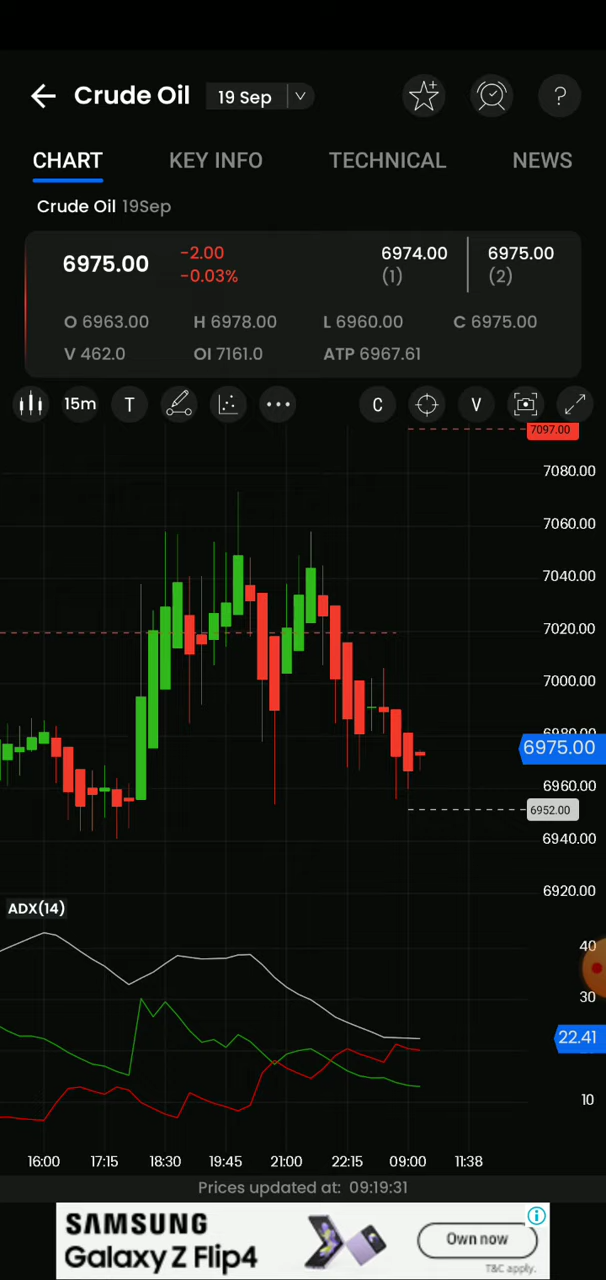 Crude Oil 19 Sep
?
CHART KEY INFO TECHNICAL NEWS
Crude Oil 19Sep
6975.00 -2.00 -0.03% 6974.00 (1) 6975.00 (2)
O 6963.00 H 6978.00 L 6960.00 C 6975.00
V 462.0 OI 7161.0 ATP 6967.61
15m T C V
7097.00
7080.00
7060.00
7040.00
7020.00
7000.00
6980.00
6975.00
6960.00
6952.00
6940.00
6920.00
ADX(14)
40
30
22.41
10
16:00 17:15 18:30 19:45 21:00 22:15 09:00 11:38
Prices updated at: 09:19:31
SAMSUNG
Galaxy Z Flip4
Own now
T&C apply.